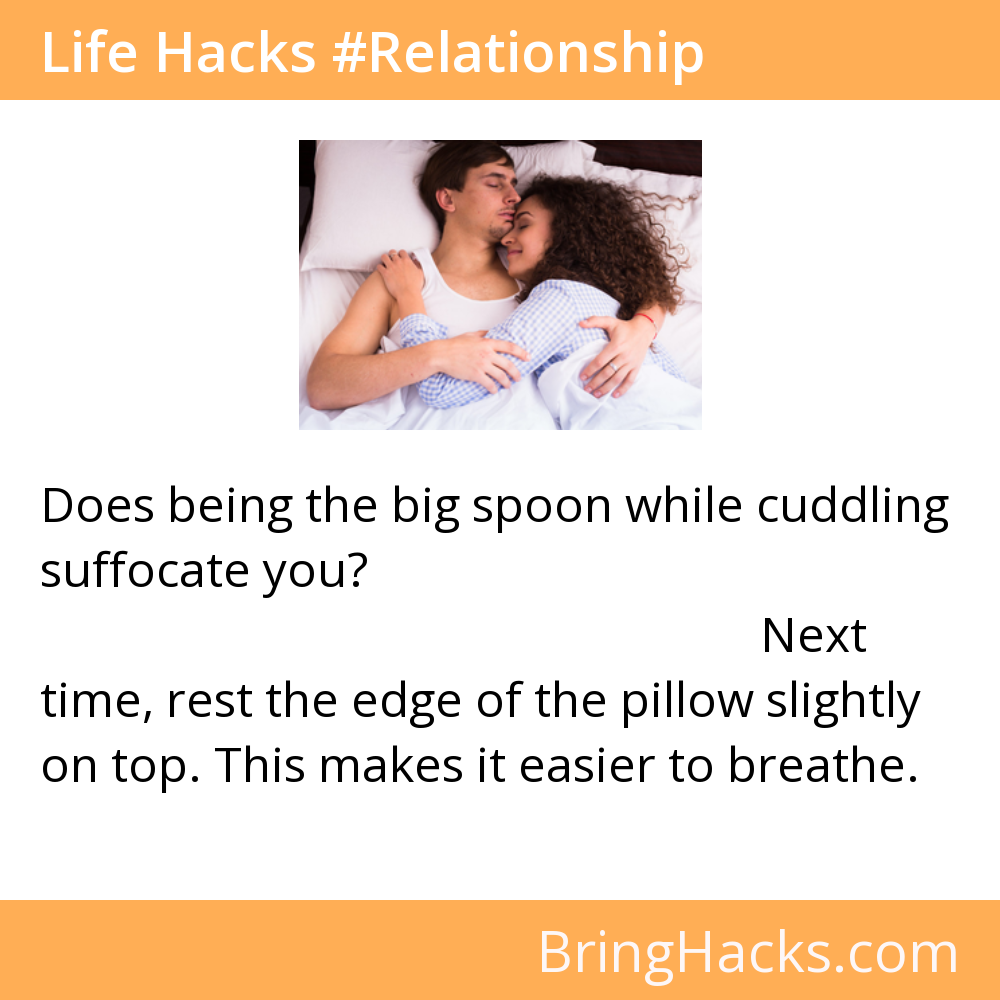 Life Hacks #Relationship
Does being the big spoon while cuddling
suffocate you?
Next
time, rest the edge of the pillow slightly
on top. This makes it easier to breathe.
BringHacks.com